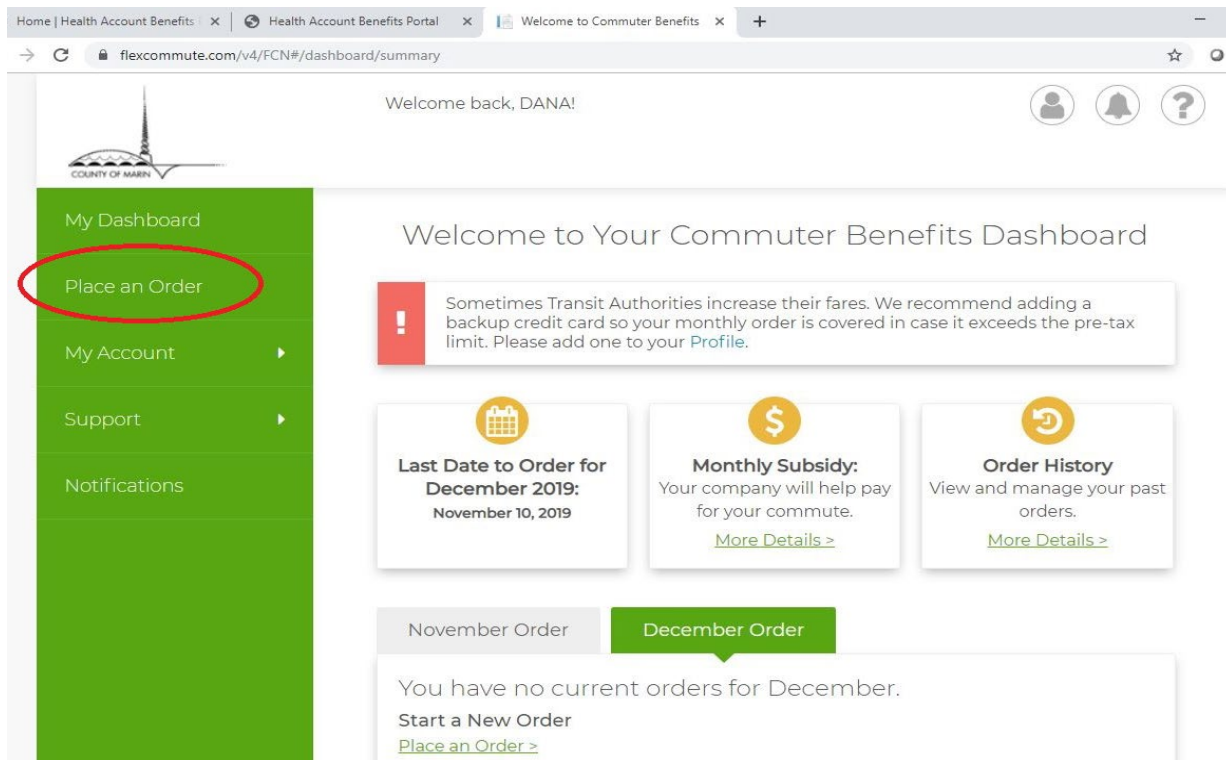 Home | Health Account Benefits
Health Account Benefits Portal
Welcome to Commuter Benefits
flexcommute.com/v4/FCN#/dashboard/summary
COUNTY OF MARIN
Welcome back, DANA!
My Dashboard
Place an Order
My Account
Support
Notifications
Welcome to Your Commuter Benefits Dashboard
Sometimes Transit Authorities increase their fares. We recommend adding a
backup credit card so your monthly order is covered in case it exceeds the pre-tax
limit. Please add one to your Profile.
Last Date to Order for
December 2019:
November 10, 2019
Monthly Subsidy:
Your company will help pay
for your commute.
More Details >
Order History
View and manage your past
orders.
More Details >
November Order
December Order
You have no current orders for December.
Start a New Order
Place an Order >